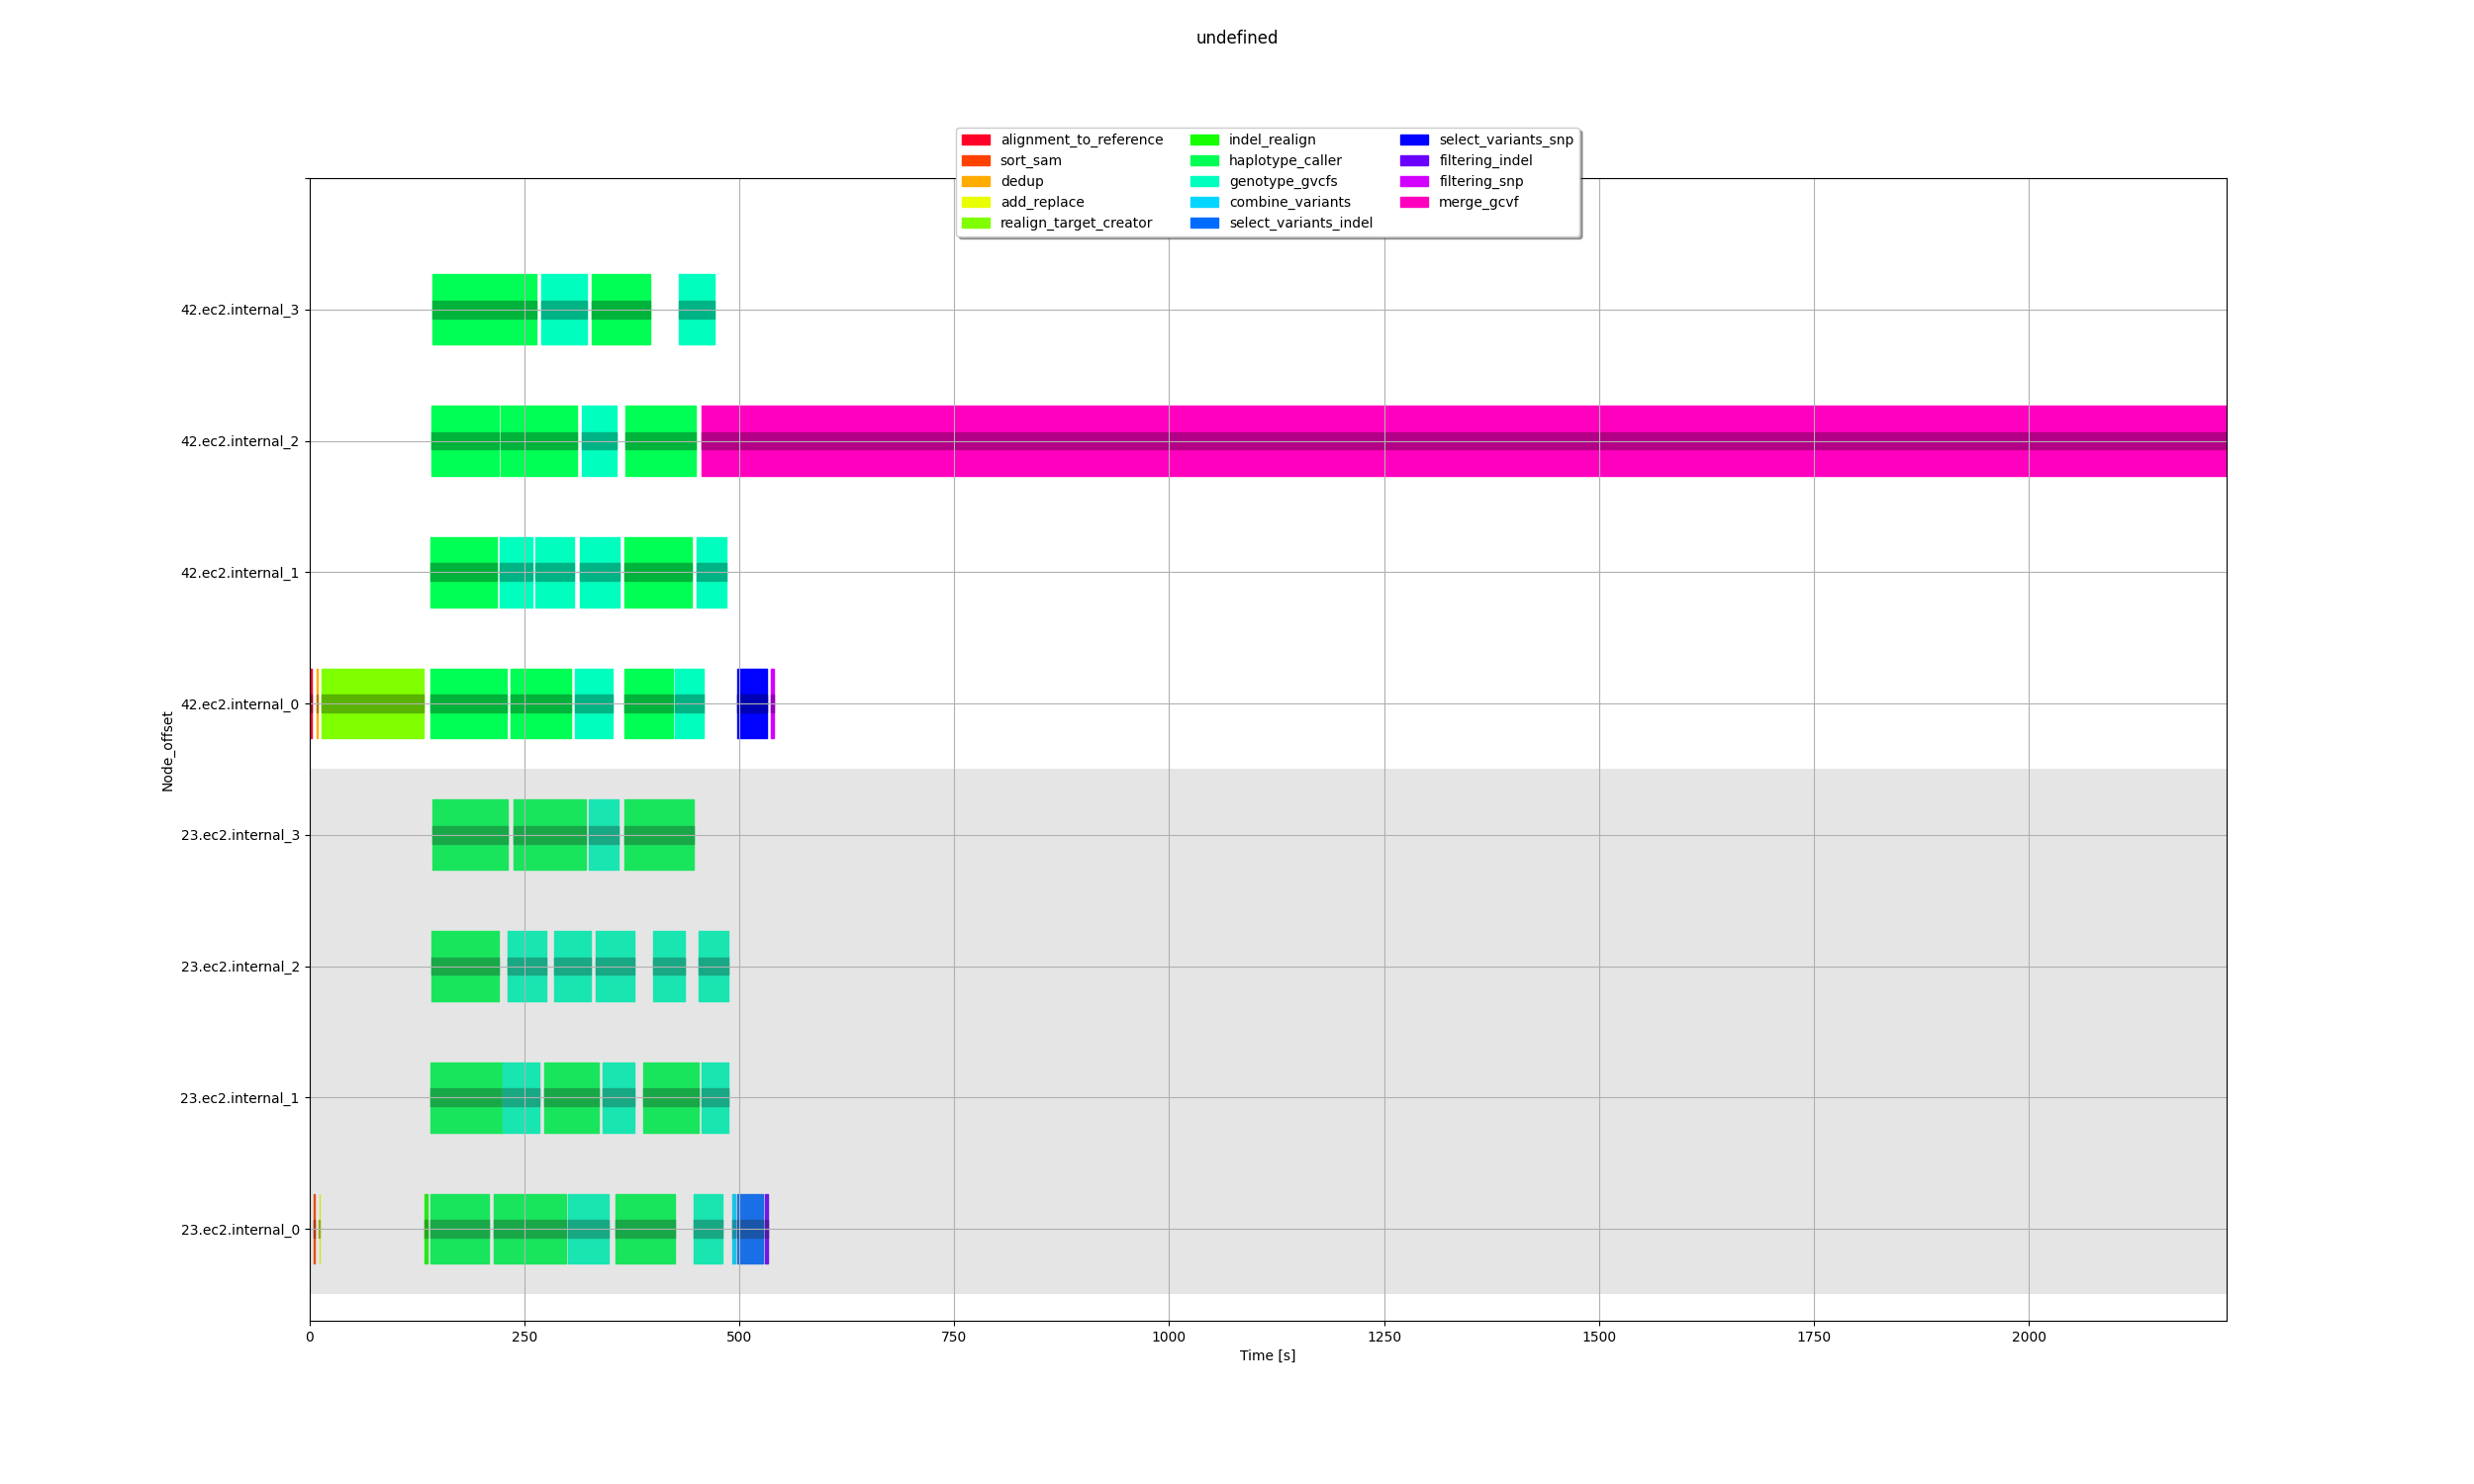 undefined
alignment_to_reference
sort_sam
dedup
add_replace
realign_target_creator
indel_realign
haplotype_caller
genotype_gvcfs
combine_variants
select_variants_indel
select_variants_snp
filtering_indel
filtering_snp
merge_gcvf
Node_offset
42.ec2.internal_3
42.ec2.internal_2
42.ec2.internal_1
42.ec2.internal_0
23.ec2.internal_3
23.ec2.internal_2
23.ec2.internal_1
23.ec2.internal_0
0 250 500 750 1000 1250 1500 1750 2000
Time [s]